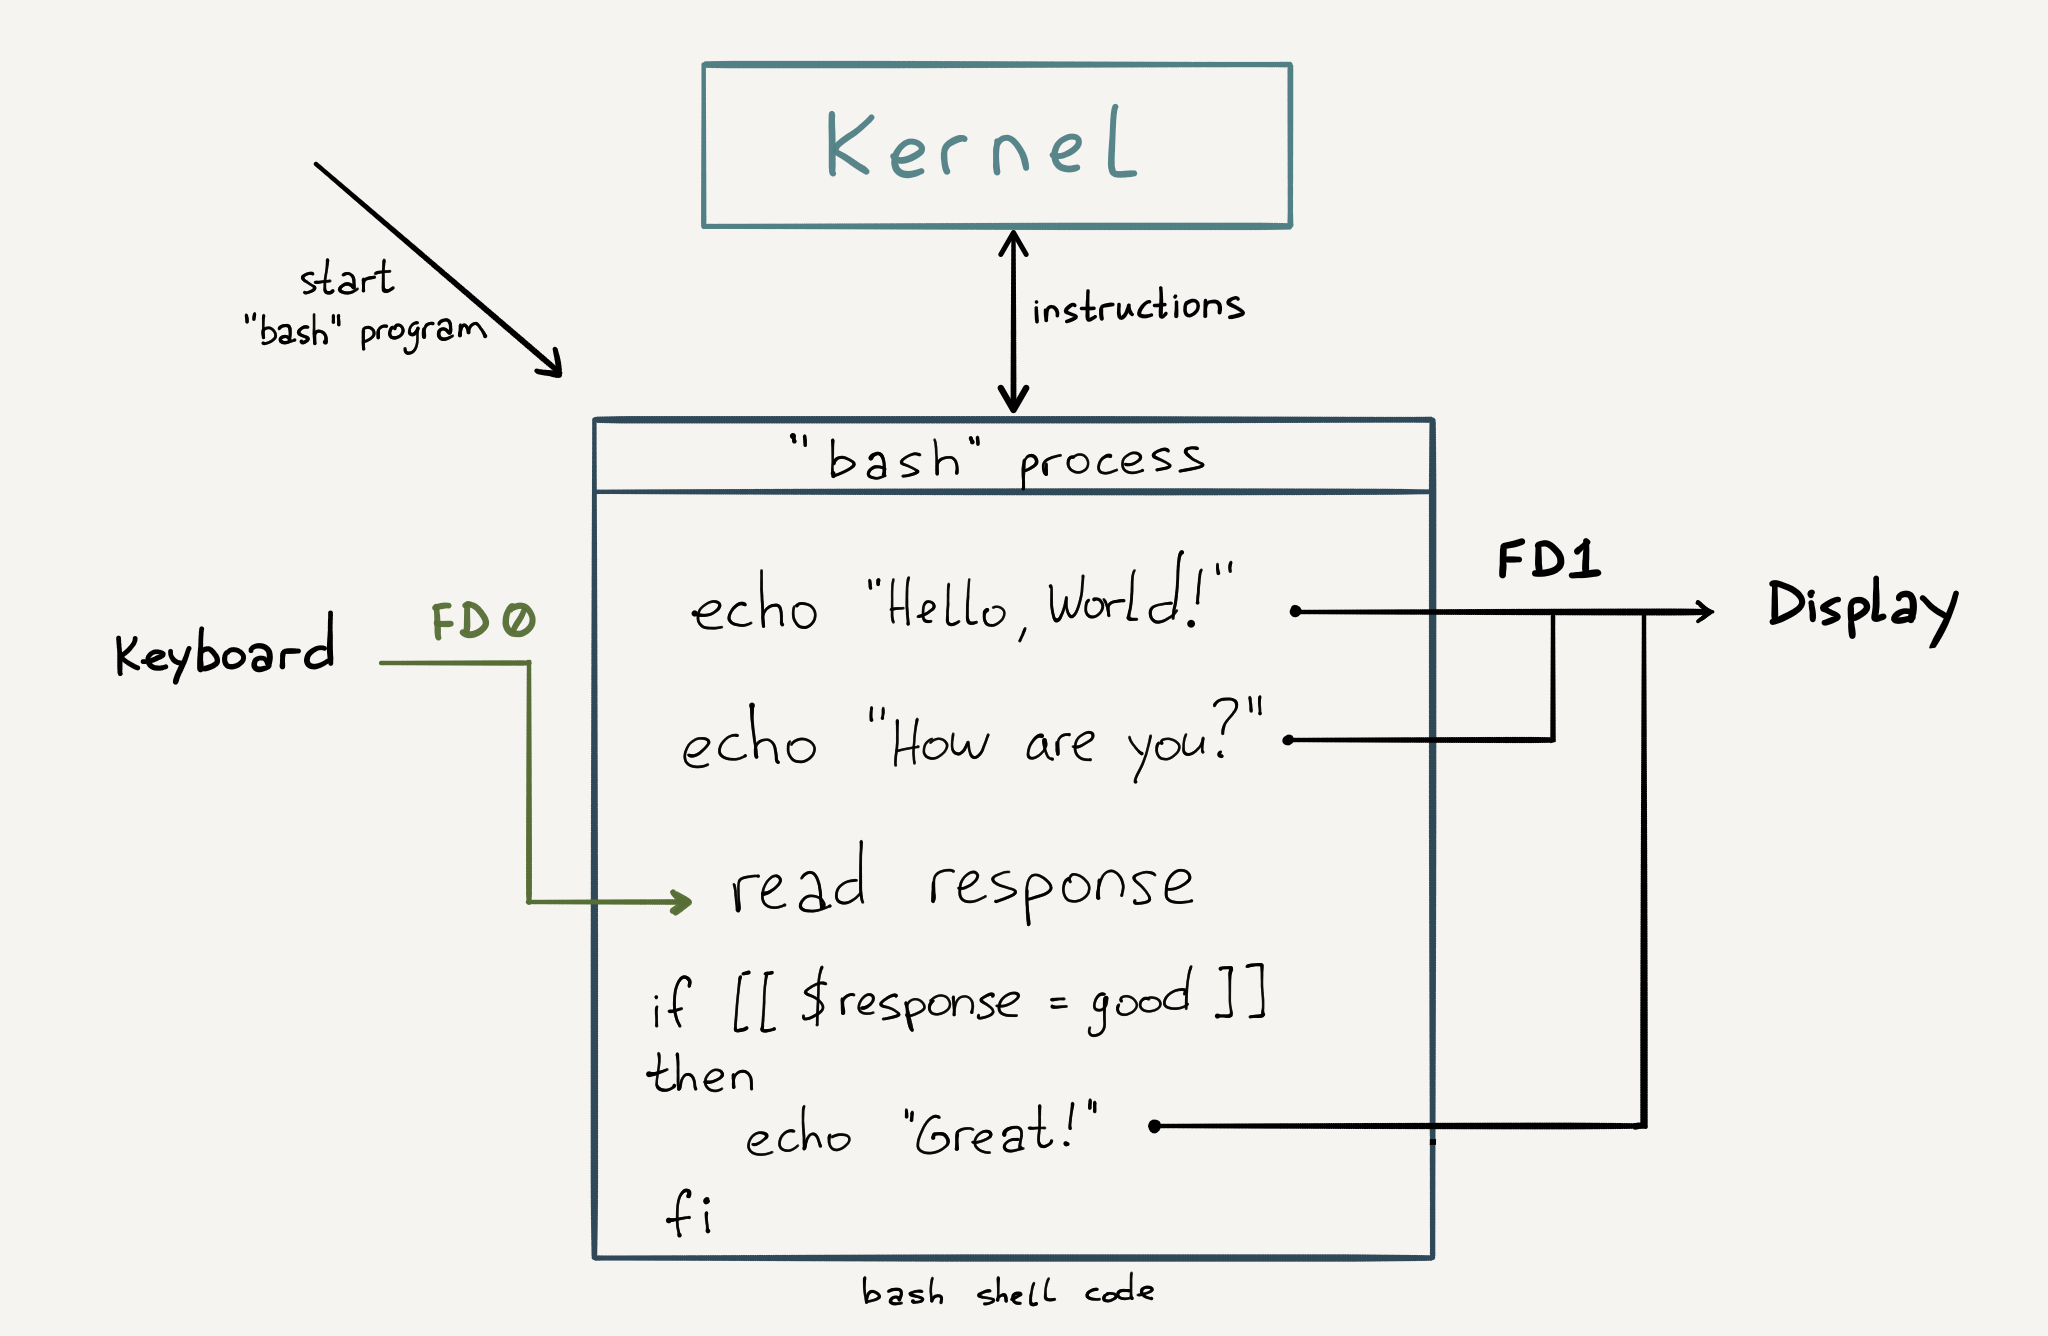 Kernel
start
"bash" program
instructions
"bash" process
echo "Hello, World!"
FD1
Display
Keyboard
FD0
echo "How are you?"
read response
if [[ $response = good ]]
then
echo "Great!"
fi
bash shell code